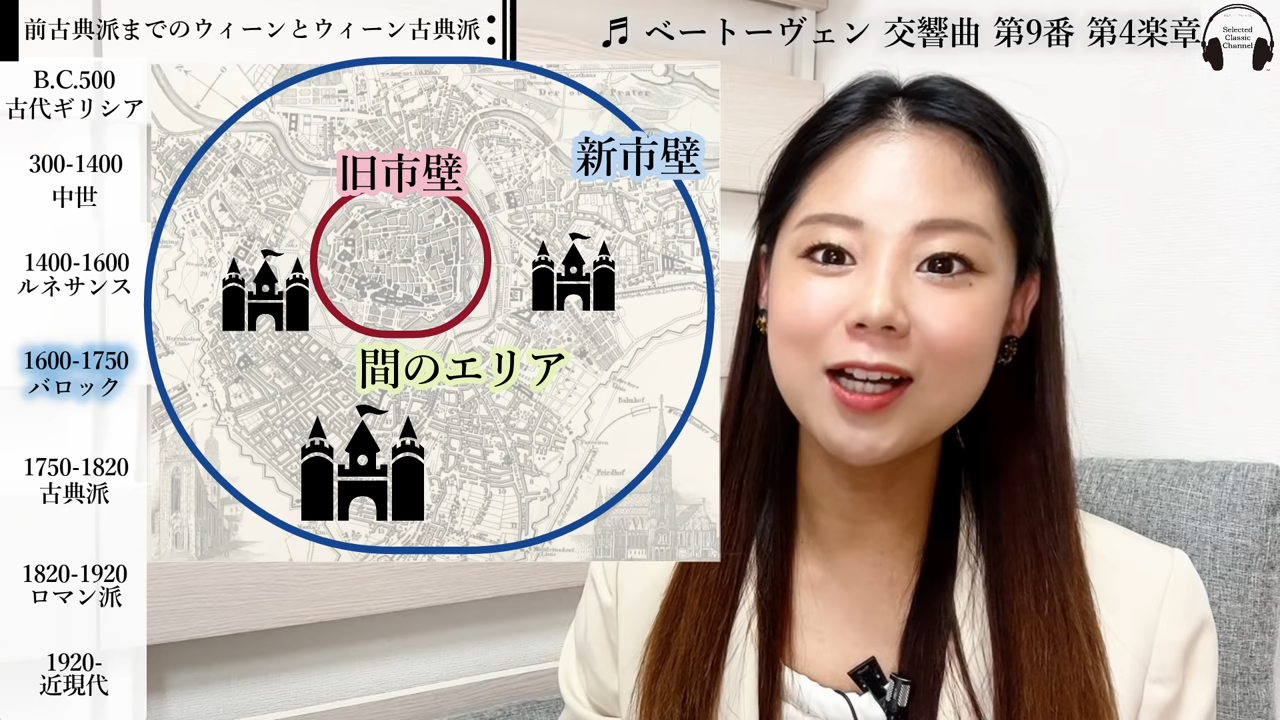 前古典派までのウィーンとウィーン古典派:
♬ ベートーヴェン 交響曲 第9番 第4楽章
Selected
Classic
Channel
B.C.500
古代ギリシア
300-1400
中世
1400-1600
ルネサンス
1600-1750
バロック
1750-1820
古典派
1820-1920
ロマン派
1920-
近現代
旧市壁
新市壁
間のエリア
Bahnhof
Friedhof